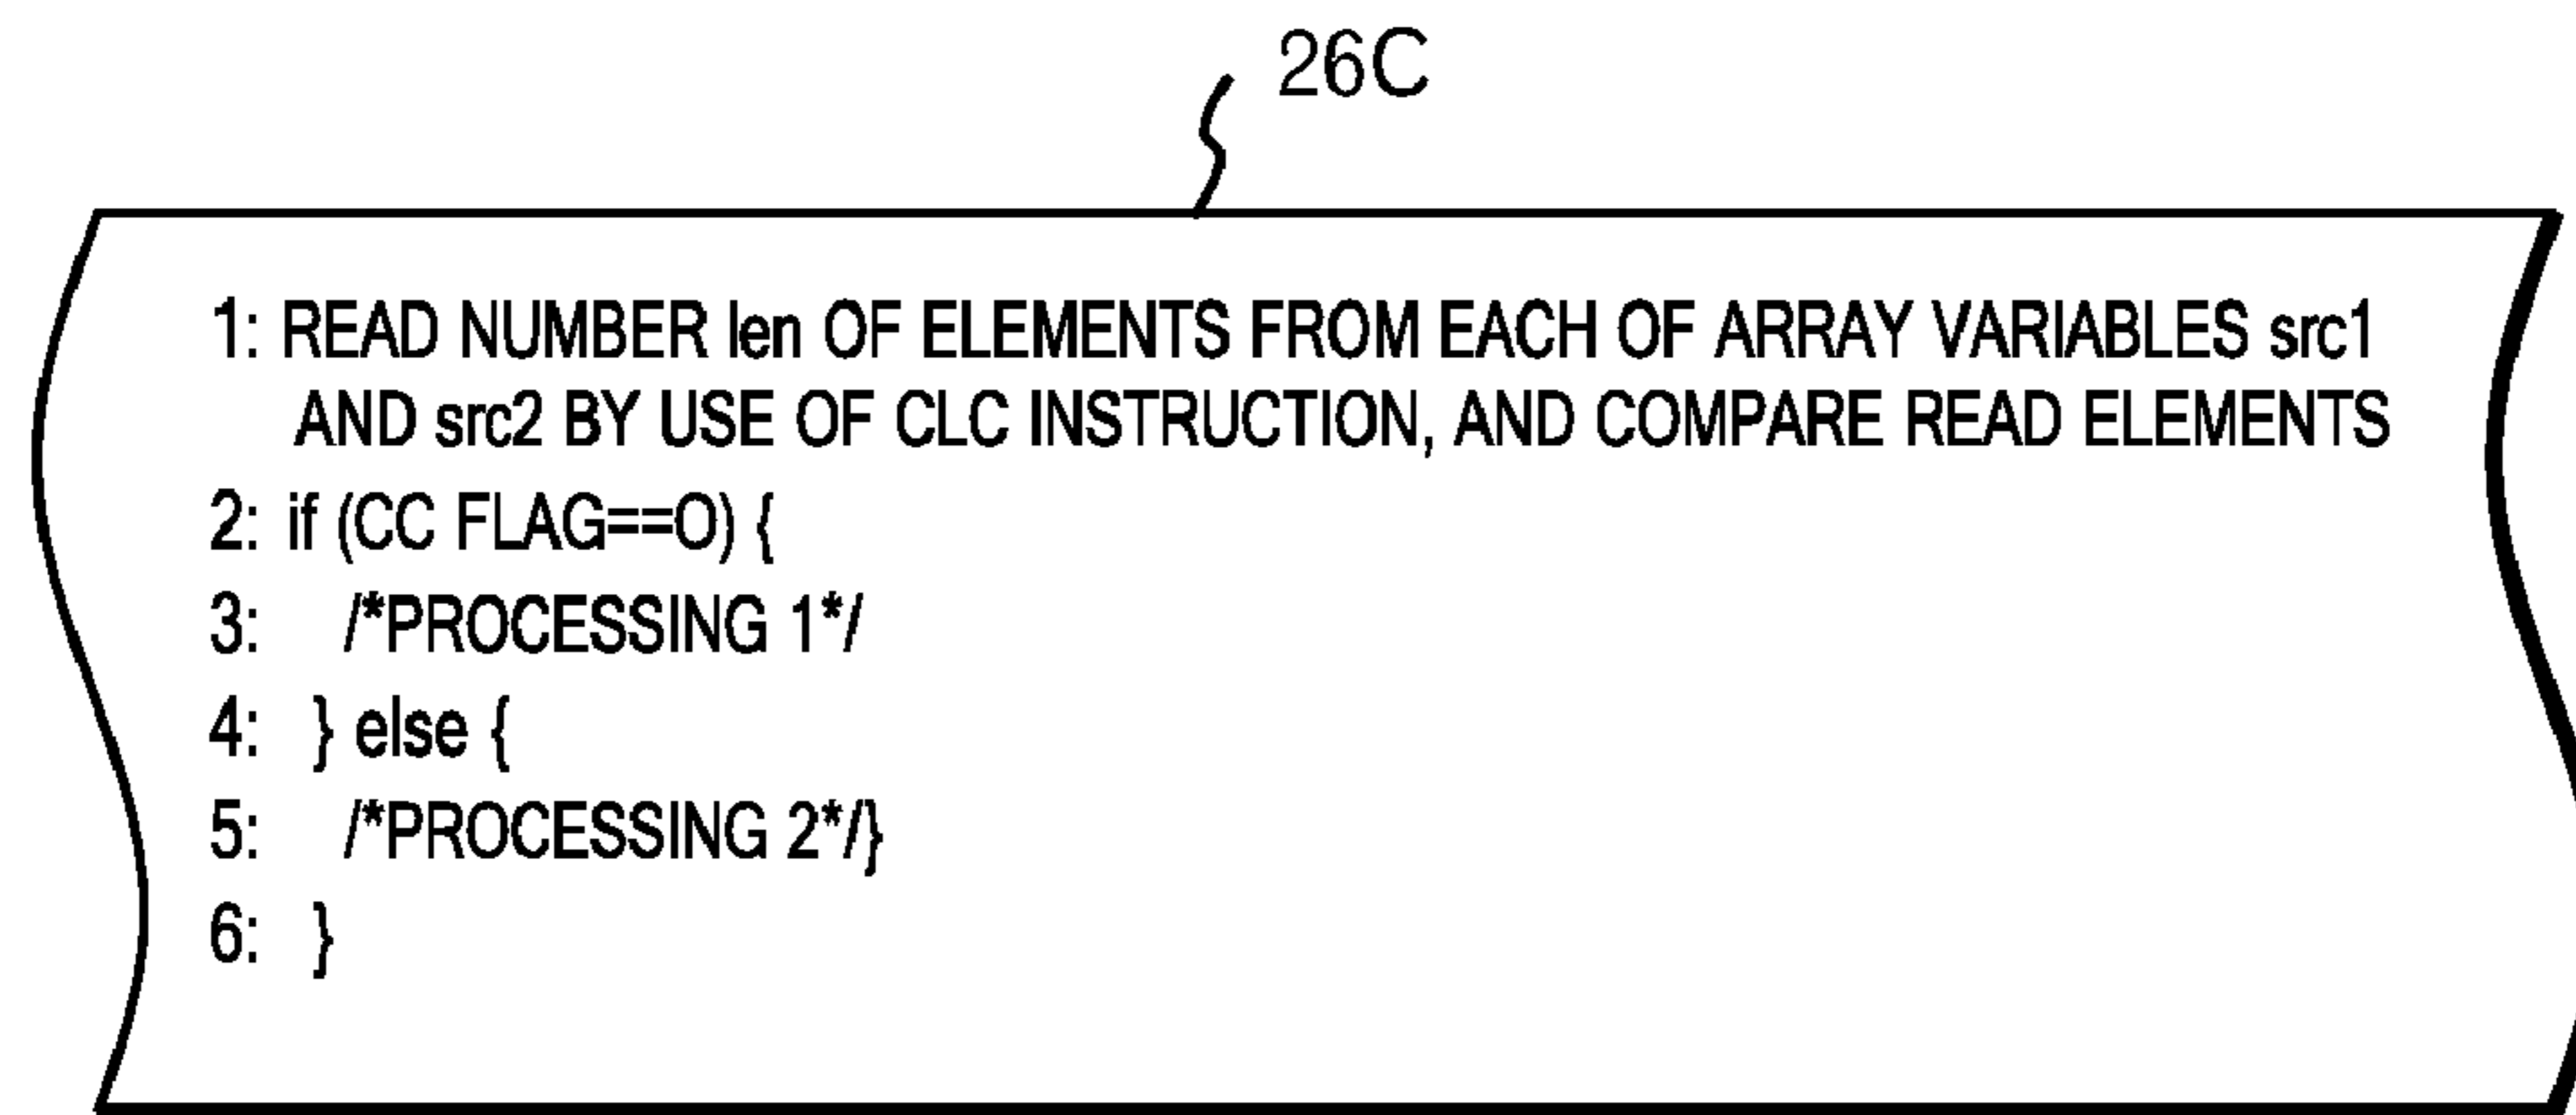 26C
1: READ NUMBER len OF ELEMENTS FROM EACH OF ARRAY VARIABLES src1
AND src2 BY USE OF CLC INSTRUCTION, AND COMPARE READ ELEMENTS
2: if (CC FLAG==O) {
3: /*PROCESSING 1*/
4: } else {
5: /*PROCESSING 2*/}
6: }